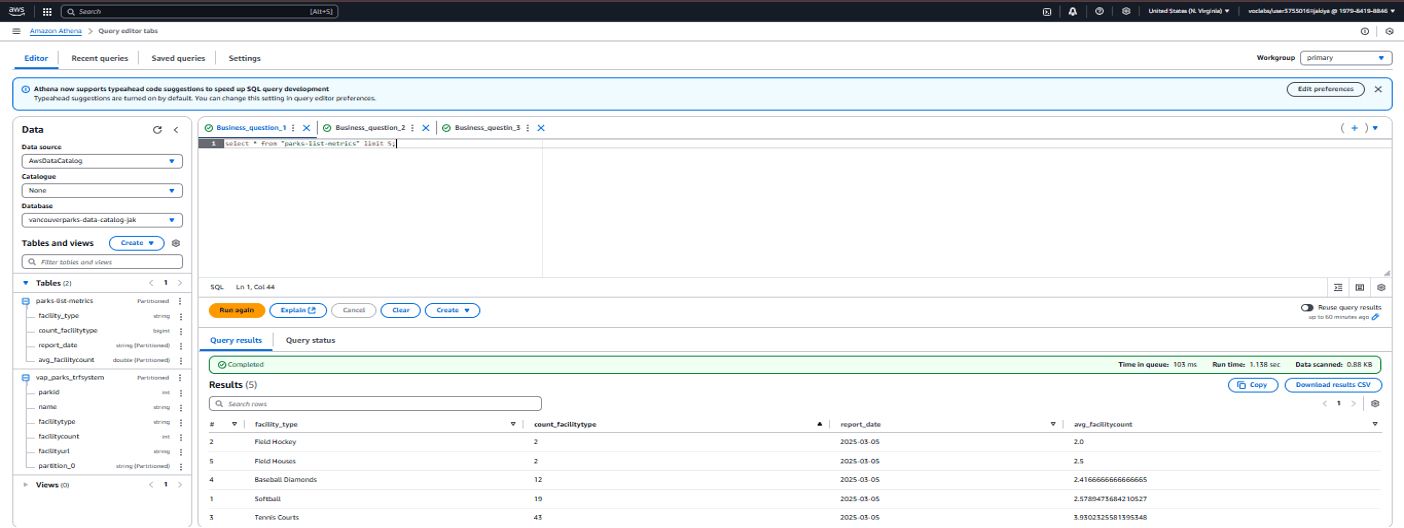 aws Search [Alt+S] United States (N. Virginia) voclabs/user3755016=jakiya @ 1979-8419-8846
Amazon Athena > Query editor tabs
Editor Recent queries Saved queries Settings Workgroup primary
Athena now supports typeahead code suggestions to speed up SQL query development
Typeahead suggestions are turned on by default. You can change this setting in query editor preferences.
Edit preferences
Data
Data source
AwsDataCatalog
Catalogue
None
Database
vancouverparks-data-catalog-jak
Tables and views Create
Filter tables and views
Tables (2) < 1 >
parks-list-metrics Partitioned
facility_type string
count_facilitytype bigint
report_date string (Partitioned)
avg_facilitycount double (Partitioned)
vap_parks_trfsystem Partitioned
parkid int
name string
facilitytype string
facilitycount int
facilityurl string
partition_0 string (Partitioned)
Views (0) < 1 >
Business_question_1 Business_question_2 Business_questin_3
1 select * from "parks-list-metrics" limit 5;
SQL Ln 1, Col 44
Run again Explain Cancel Clear Create
Reuse query results
up to 60 minutes ago
Query results Query status
Completed Time in queue: 103 ms Run time: 1.138 sec Data scanned: 0.88 KB
Results (5) Copy Download results CSV
Search rows < 1 >
# facility_type count_facilitytype report_date avg_facilitycount
2 Field Hockey 2 2025-03-05 2.0
5 Field Houses 2 2025-03-05 2.5
4 Baseball Diamonds 12 2025-03-05 2.4166666666666665
1 Softball 19 2025-03-05 2.5789473684210527
3 Tennis Courts 43 2025-03-05 3.9302325581395348